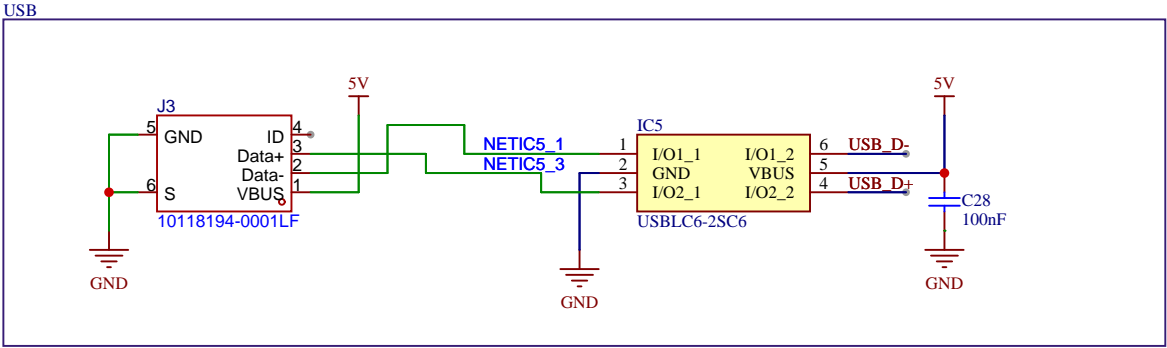 USB
5V
5V
J3
5 GND
ID 4
Data+ 3
Data- 2
6 S
VBUS 1
10118194-0001LF
GND
NETIC5_1
NETIC5_3
IC5
1 I/O1_1 I/O1_2 6 USB_D-
2 GND VBUS 5
3 I/O2_1 I/O2_2 4 USB_D+
USBLC6-2SC6
GND
C28
100nF
GND